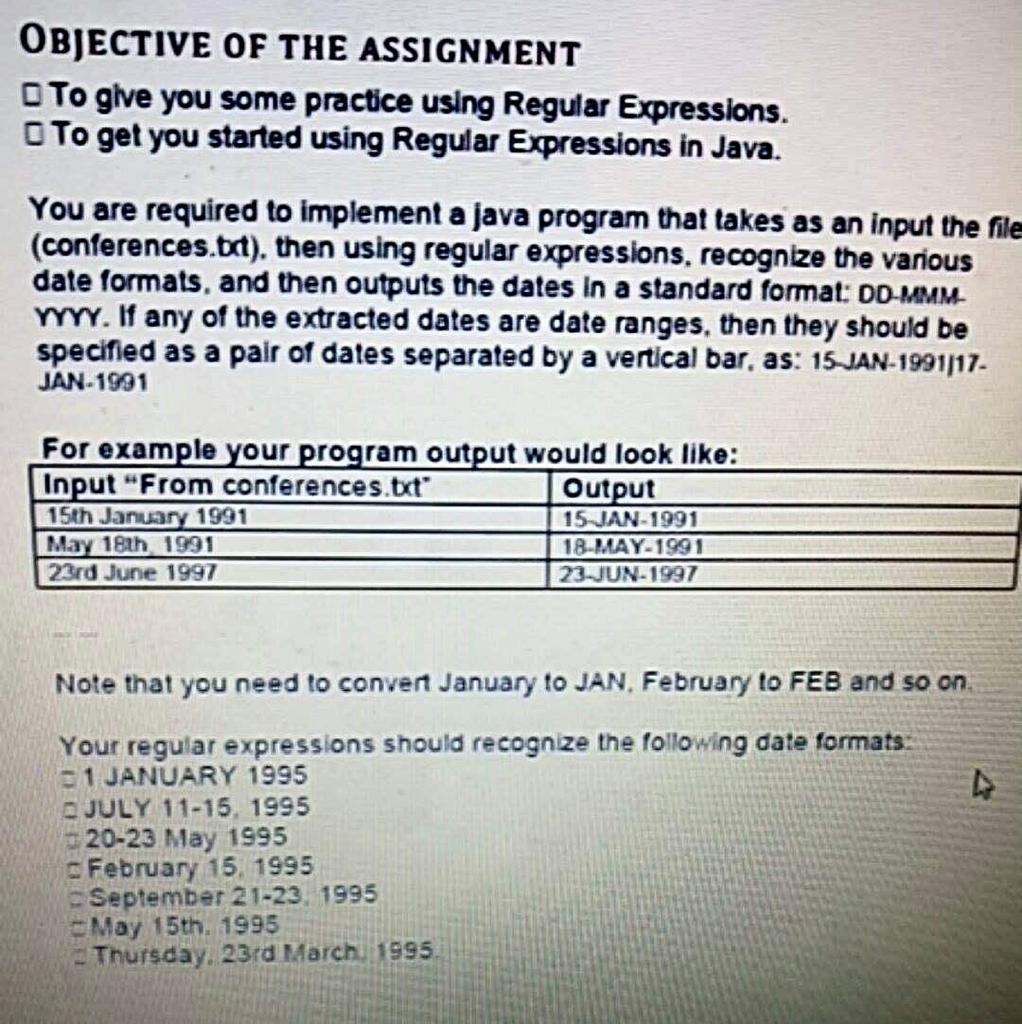 OBJECTIVE OF THE ASSIGNMENT
To give you some practice using Regular Expressions.
To get you started using Regular Expressions in Java.
You are required to implement a java program that takes as an input the file
(conferences.txt), then using regular expressions, recognize the various
date formats, and then outputs the dates in a standard format: DD-MMM-
YYYY. If any of the extracted dates are date ranges, then they should be
specified as a pair of dates separated by a vertical bar, as: 15-JAN-1991|17-
JAN-1991
For example your program output would look like:
Input "From conferences.txt" Output
15th January 1991 15-JAN-1991
May 18th, 1991 18-MAY-1991
23rd June 1997 23-JUN-1997
Note that you need to convert January to JAN, February to FEB and so on.
Your regular expressions should recognize the following date formats:
1 JANUARY 1995
JULY 11-15, 1995
20-23 May 1995
February 15, 1995
September 21-23, 1995
May 15th, 1995
Thursday, 23rd March, 1995